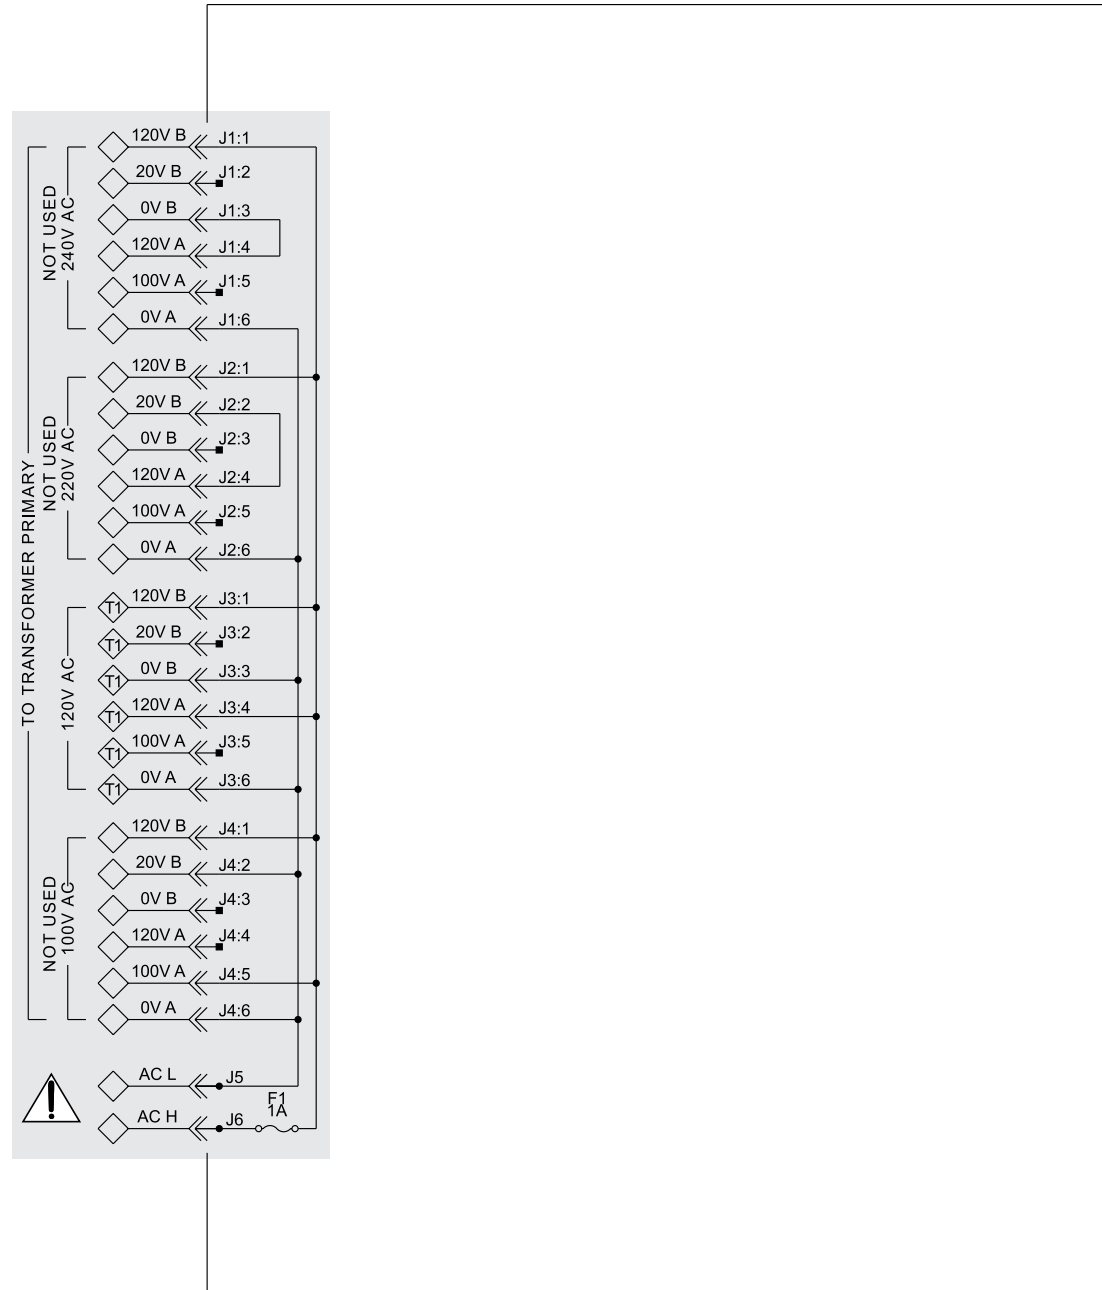 TO TRANSFORMER PRIMARY
NOT USED
240V AC
120V B J1:1
20V B J1:2
0V B J1:3
120V A J1:4
100V A J1:5
0V A J1:6
NOT USED
220V AC
120V B J2:1
20V B J2:2
0V B J2:3
120V A J2:4
100V A J2:5
0V A J2:6
120V AC
T1 120V B J3:1
T1 20V B J3:2
T1 0V B J3:3
T1 120V A J3:4
T1 100V A J3:5
T1 0V A J3:6
NOT USED
100V AC
120V B J4:1
20V B J4:2
0V B J4:3
120V A J4:4
100V A J4:5
0V A J4:6
!
AC L J5
F1
1A
AC H J6